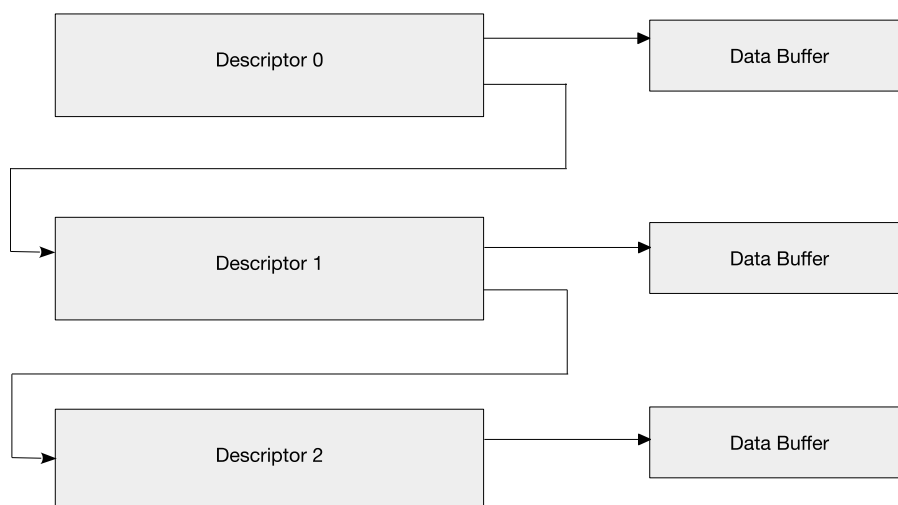 Descriptor 0
Data Buffer
Descriptor 1
Data Buffer
Descriptor 2
Data Buffer